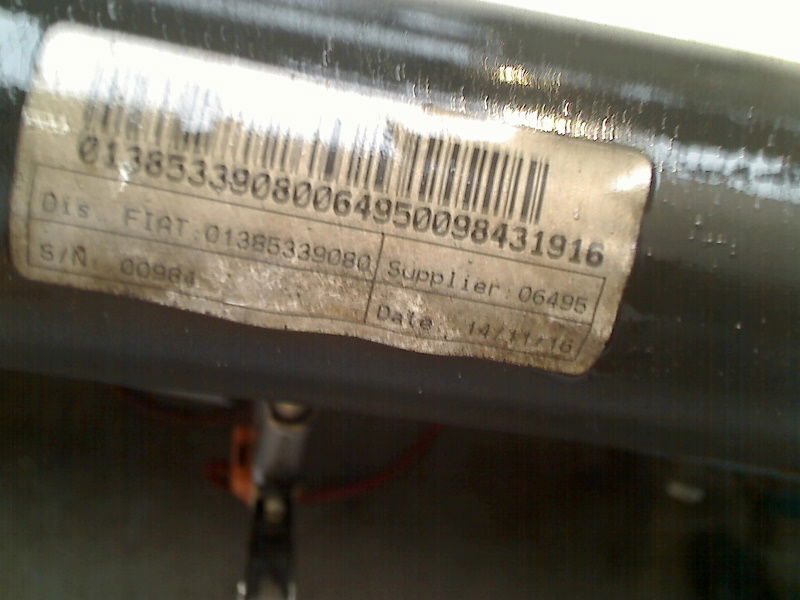 01385339080064950098431916
Dis. FIAT:01385339080 Supplier:06495
S/N. 00984 Date. 14/11/16